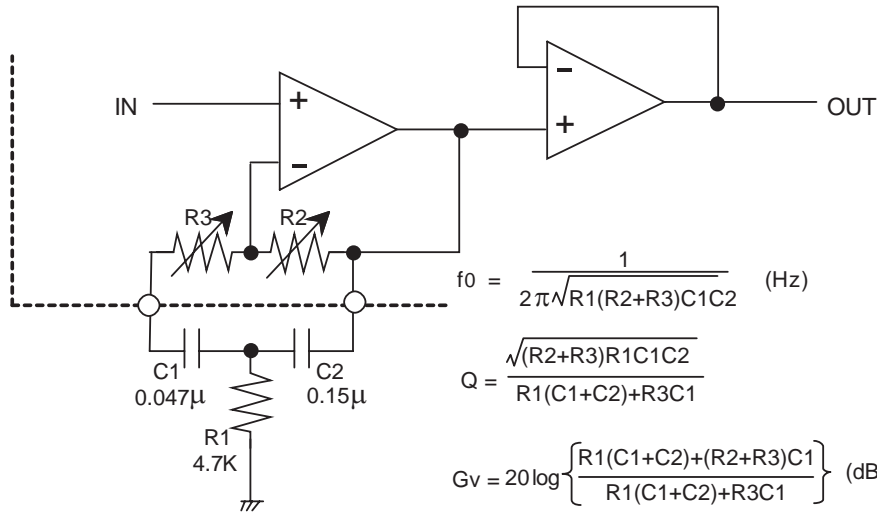 IN
+
−
−
+
OUT
R3
R2
f0 = 1 / 2π√R1(R2+R3)C1C2 (Hz)
C1
0.047μ
C2
0.15μ
R1
4.7K
Q = √(R2+R3)R1C1C2 / R1(C1+C2)+R3C1
Gv = 20log{R1(C1+C2)+(R2+R3)C1 / R1(C1+C2)+R3C1} (dB